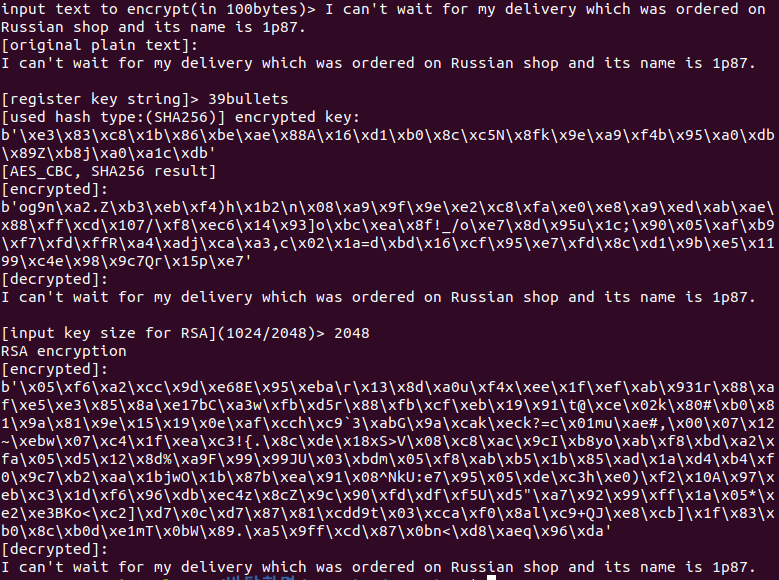 input text to encrypt(in 100bytes)> I can't wait for my delivery which was ordered on
Russian shop and its name is 1p87.
[original plain text]:
I can't wait for my delivery which was ordered on Russian shop and its name is 1p87.
[register key string]> 39bullets
[used hash type:(SHA256)] encrypted key:
b'\xe3\x83\xc8\x1b\x86\xbe\xae\x88A\x16\xd1\xb0\x8c\xc5N\x8fk\x9e\xa9\xf4b\x95\xa0\xdb
\x89Z\xb8j\xa0\xa1c\xdb'
[AES_CBC, SHA256 result]
[encrypted]:
b'og9n\xa2.Z\xb3\xeb\xf4)h\x1b2\n\x08\xa9\x9f\x9e\xe2\xc8\xfa\xe0\xe8\xa9\xed\xab\xae\
x88\xff\xcd\x107/\xf8\xec6\x14\x93]o\xbc\xea\x8f!_/o\xe7\x8d\x95u\x1c;\x90\x05\xaf\xb9
\xf7\xfd\xffR\xa4\xadj\xca\xa3,c\x02\x1a=d\xbd\x16\xcf\x95\xe7\xfd\x8c\xd1\x9b\xe5\x11
99\xc4e\x98\x9c7Qr\x15p\xe7'
[decrypted]:
I can't wait for my delivery which was ordered on Russian shop and its name is 1p87.
[input key size for RSA](1024/2048)> 2048
RSA encryption
[encrypted]:
b'\x05\xf6\xa2\xcc\x9d\xe68E\x95\xeba\r\x13\x8d\xa0u\xf4x\xee\x1f\xef\xab\x931r\x88\xa
f\xe5\xe3\x85\x8a\xe17bC\xa3w\xfb\xd5r\x88\xfb\xcf\xeb\x19\x91\t@\xce\x02k\x80#\xb0\x8
1\x9a\x81\x9e\x15\x19\x0e\xaf\xcch\xc9`3\xabG\x9a\xcak\xeck?=c\x01mu\xae#,\x00\x07\x12
~\xebw\x07\xc4\x1f\xea\xc3!{.\x8c\xde\x18xS>V\x08\xc8\xac\x9cI\xb8yo\xab\xf8\xbd\xa2\x
fa\x05\xd5\x12\x8d%\xa9F\x99\x99JU\x03\xbdm\x05\xf8\xab\xb5\x1b\x85\xad\x1a\xd4\xb4\xf
0\x9c7\xb2\xaa\x1bjwO\x1b\x87b\xea\x91\x08^NkU:e7\x95\x05\xde\xc3h\xe0)\xf2\x10A\x97\x
eb\xc3\x1d\xf6\x96\xdb\xec4z\x8cZ\x9c\x90\xfd\xdf\xf5U\xd5"\xa7\x92\x99\xff\x1a\x05*\x
e2\xe3BKo<\xc2]\xd7\x0c\xd7\x87\x81\xcdd9t\x03\xcca\xf0\x8al\xc9+QJ\xe8\xcb]\x1f\x83\x
b0\x8c\xb0d\xe1mT\x0bW\x89.\xa5\x9ff\xcd\x87\x0bn<\xd8\xaeq\x96\xda'
[decrypted]:
I can't wait for my delivery which was ordered on Russian shop and its name is 1p87.